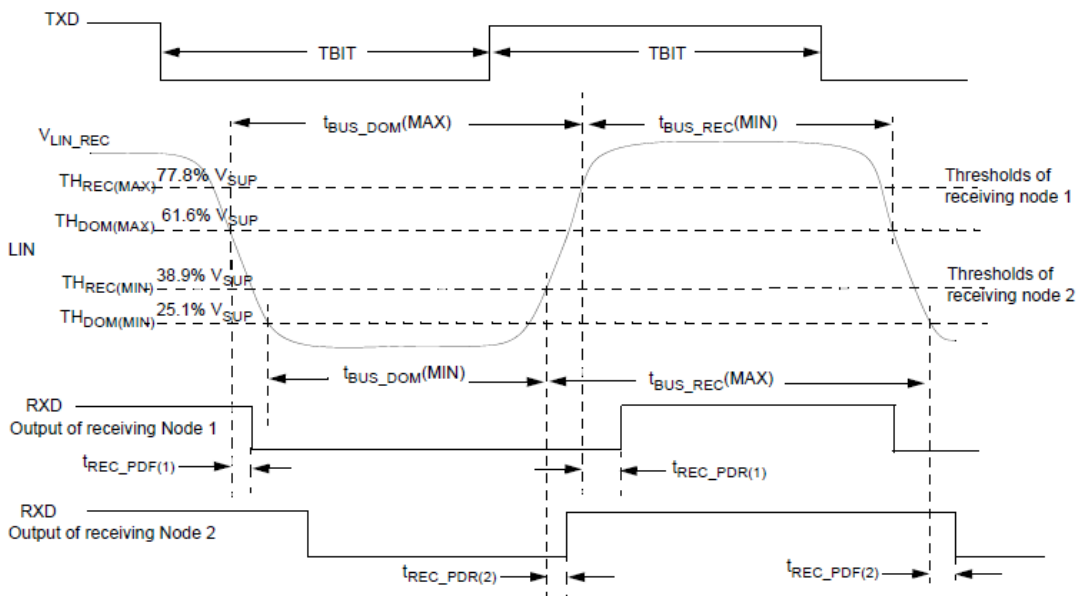 TXD
TBIT TBIT
tBUS_DOM(MAX) tBUS_REC(MIN)
VLIN_REC
THREC(MAX) 77.8% VSUP
Thresholds of
receiving node 1
THDOM(MAX) 61.6% VSUP
LIN
THREC(MIN) 38.9% VSUP
Thresholds of
receiving node 2
THDOM(MIN) 25.1% VSUP
tBUS_DOM(MIN) tBUS_REC(MAX)
RXD
Output of receiving Node 1
tREC_PDF(1) tREC_PDR(1)
RXD
Output of receiving Node 2
tREC_PDR(2) tREC_PDF(2)